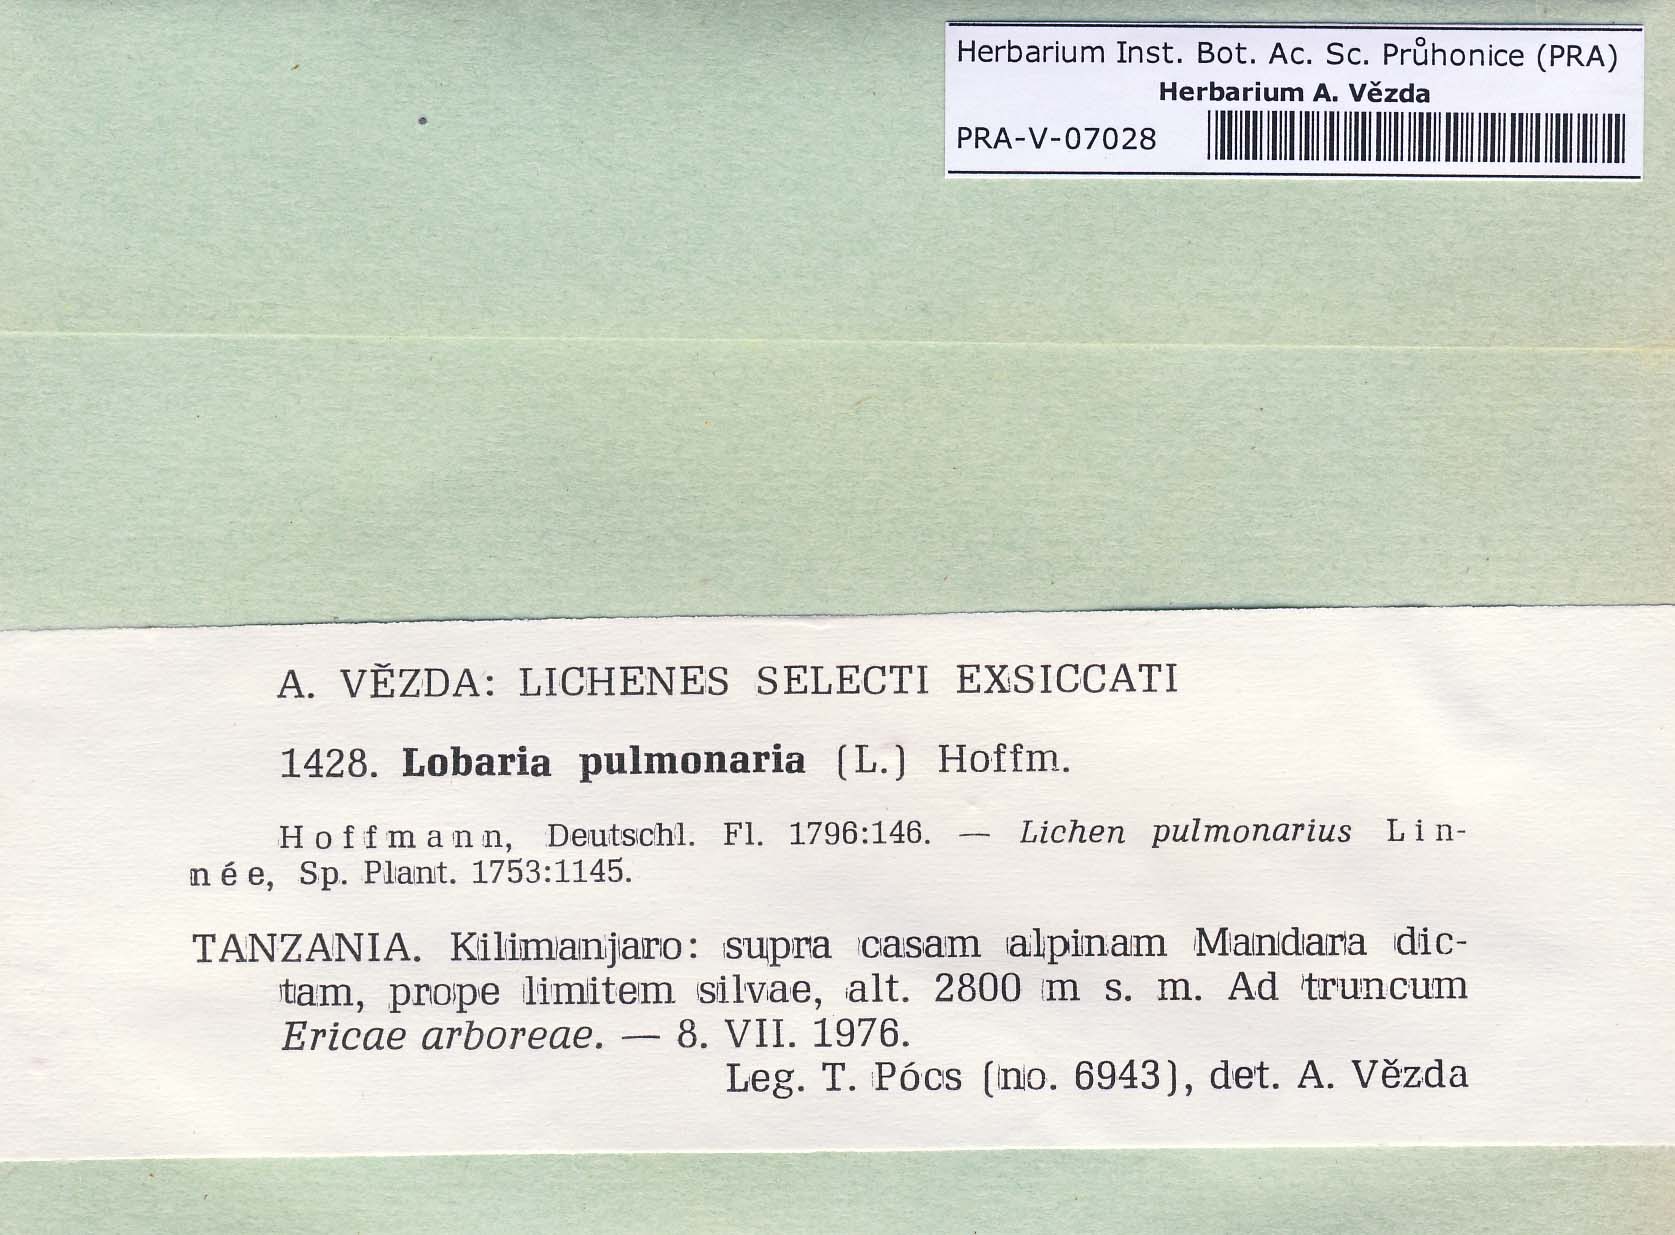 Herbarium Inst. Bot. Ac. Sc. Průhonice (PRA)
Herbarium A. Vězda
PRA-V-07028
A. VĚZDA: LICHENES SELECTI EXSICCATI
1428. Lobaria pulmonaria (L.) Hoffm.
Hoffmann, Deutschl. Fl. 1796:146. — Lichen pulmonarius Lin-
née, Sp. Plant. 1753:1145.
TANZANIA. Kilimanjaro: supra casam alpinam Mandara dic-
tam, prope limitem silvae, alt. 2800 m s. m. Ad truncum
Ericae arboreae. — 8. VII. 1976.
Leg. T. Pócs (no. 6943), det. A. Vězda